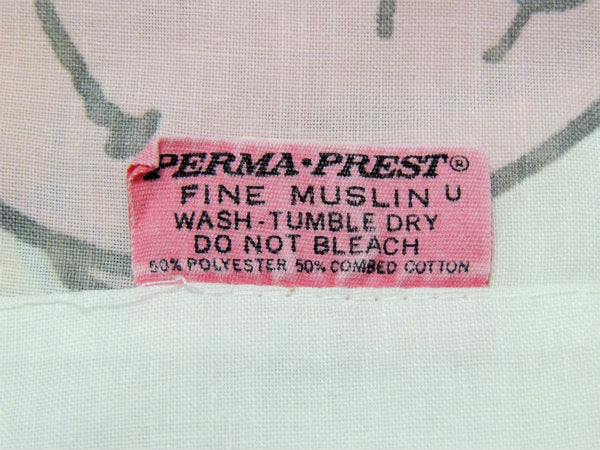 PERMA·PREST®
FINE MUSLIN U
WASH-TUMBLE DRY
DO NOT BLEACH
50% POLYESTER 50% COMBED COTTON